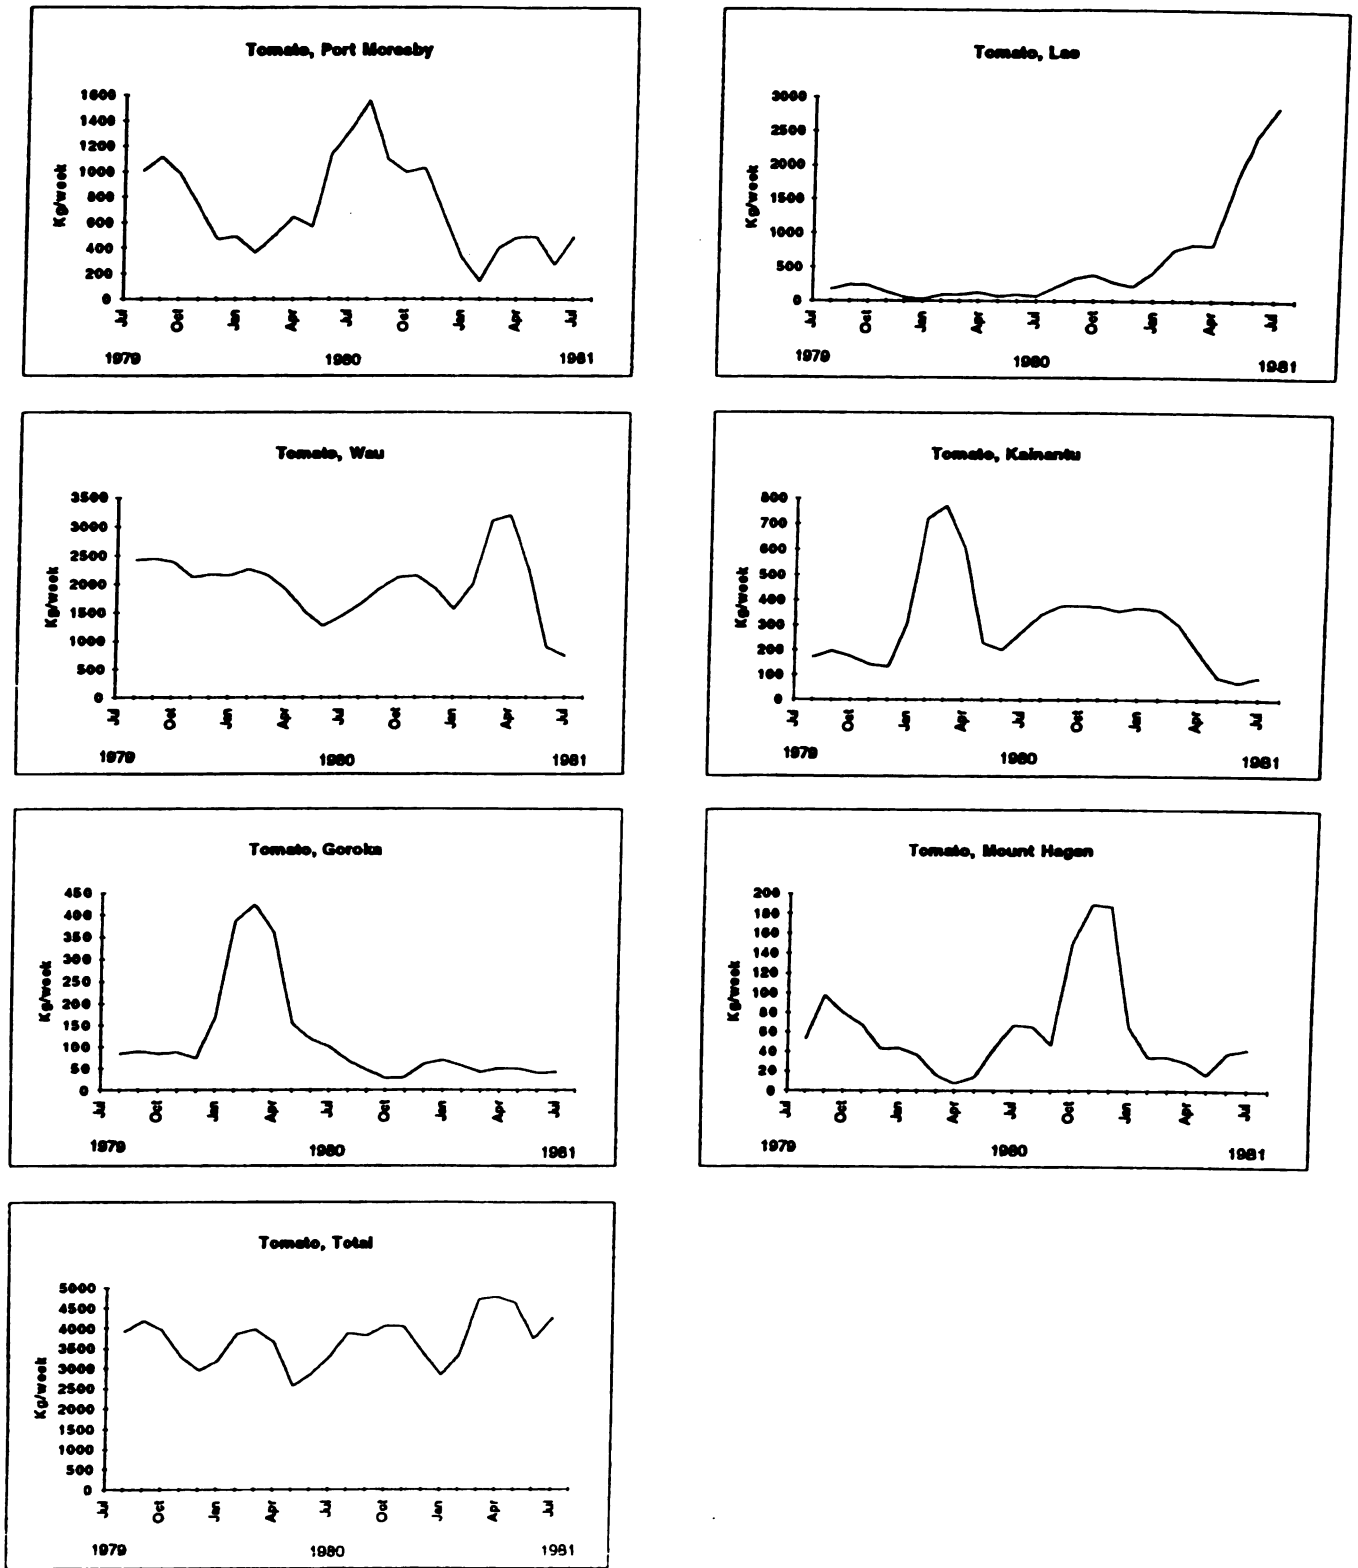 Tomato, Port Moresby
Kg/week
1600
1400
1200
1000
800
600
400
200
0
Jul Oct Jan Apr Jul Oct Jan Apr Jul
1979 1980 1981
Tomato, Lae
Kg/week
3000
2500
2000
1500
1000
500
0
Jul Oct Jan Apr Jul Oct Jan Apr Jul
1979 1980 1981
Tomato, Wau
Kg/week
3500
3000
2500
2000
1500
1000
500
0
Jul Oct Jan Apr Jul Oct Jan Apr Jul
1979 1980 1981
Tomato, Kainantu
Kg/week
800
700
600
500
400
300
200
100
0
Jul Oct Jan Apr Jul Oct Jan Apr Jul
1979 1980 1981
Tomato, Goroka
Kg/week
450
400
350
300
250
200
150
100
50
0
Jul Oct Jan Apr Jul Oct Jan Apr Jul
1979 1980 1981
Tomato, Mount Hagen
Kg/week
200
180
160
140
120
100
80
60
40
20
0
Jul Oct Jan Apr Jul Oct Jan Apr Jul
1979 1980 1981
Tomato, Total
Kg/week
5000
4500
4000
3500
3000
2500
2000
1500
1000
500
0
Jul Oct Jan Apr Jul Oct Jan Apr Jul
1979 1980 1981